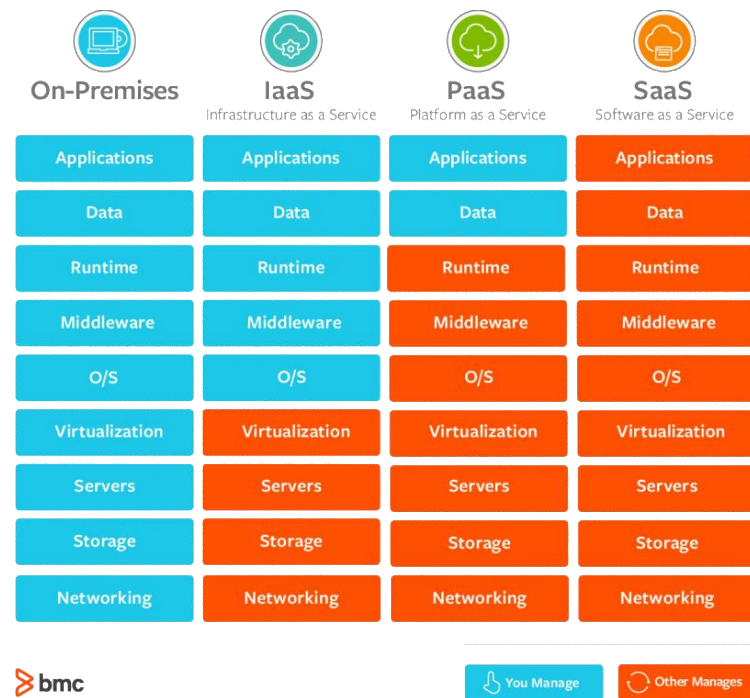 On-Premises IaaS PaaS SaaS
Infrastructure as a Service Platform as a Service Software as a Service
Applications Applications Applications Applications
Data Data Data Data
Runtime Runtime Runtime Runtime
Middleware Middleware Middleware Middleware
O/S O/S O/S O/S
Virtualization Virtualization Virtualization Virtualization
Servers Servers Servers Servers
Storage Storage Storage Storage
Networking Networking Networking Networking
bmc You Manage Other Manages